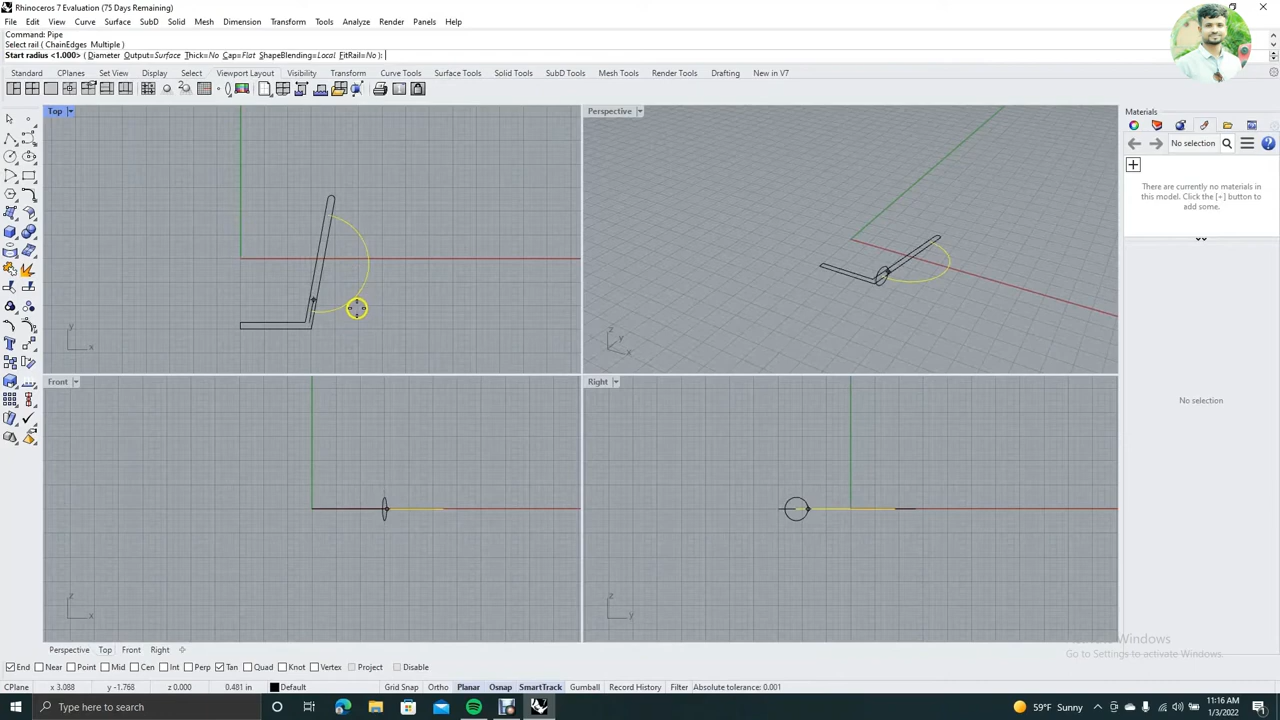 Rhinoceros 7 Evaluation (75 Days Remaining)
File Edit View Curve Surface SubD Solid Mesh Dimension Transform Tools Analyze Render Panels Help
Command: Pipe
Select rail ( ChainEdges Multiple )
Start radius <1.000> ( Diameter Output=Surface Thick=No Cap=Flat ShapeBlending=Local FitRail=No ):
Standard CPlanes Set View Display Select Viewport Layout Visibility Transform Curve Tools Surface Tools Solid Tools SubD Tools Mesh Tools Render Tools Drafting New in V7
Top Perspective Materials
No selection
There are currently no materials in
this model. Click the [+] button to
add some.
y
x
z
y
x
Front Right
No selection
z
x
z
y
Activate Windows
Go to Settings to activate Windows.
Perspective Top Front Right
End Near Point Mid Cen Int Perp Tan Quad Knot Vertex Project Disable
CPlane x 3.088 y -1.768 z 0.000 0.481 in Default Grid Snap Ortho Planar Osnap SmartTrack Gumball Record History Filter Absolute tolerance: 0.001
Type here to search 59°F Sunny 11:16 AM
1/3/2022